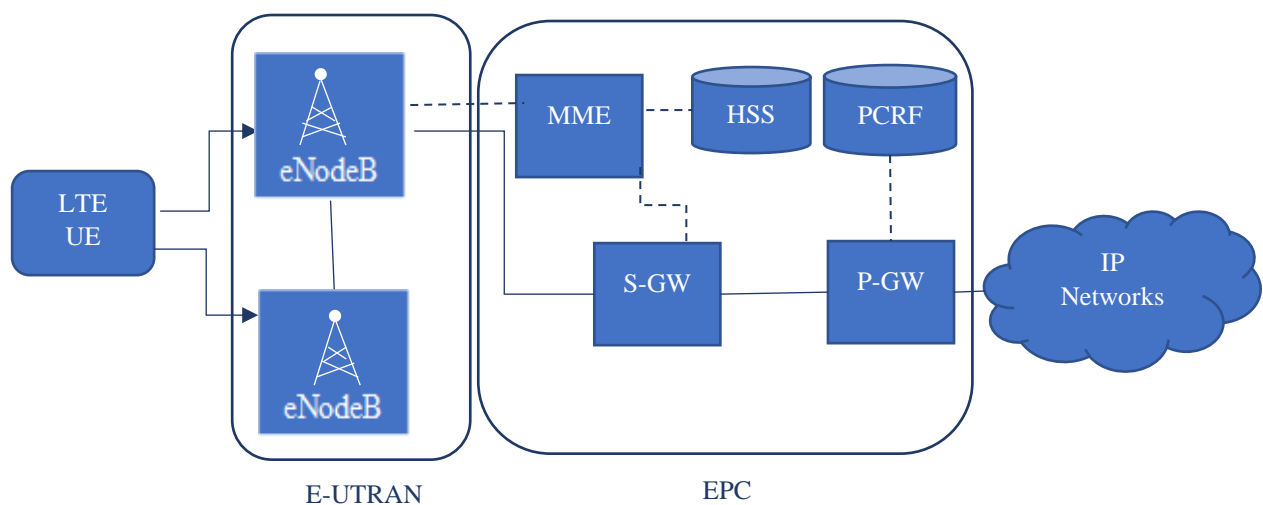 LTE
UE
eNodeB
eNodeB
MME
HSS
PCRF
S-GW
P-GW
IP
Networks
E-UTRAN
EPC